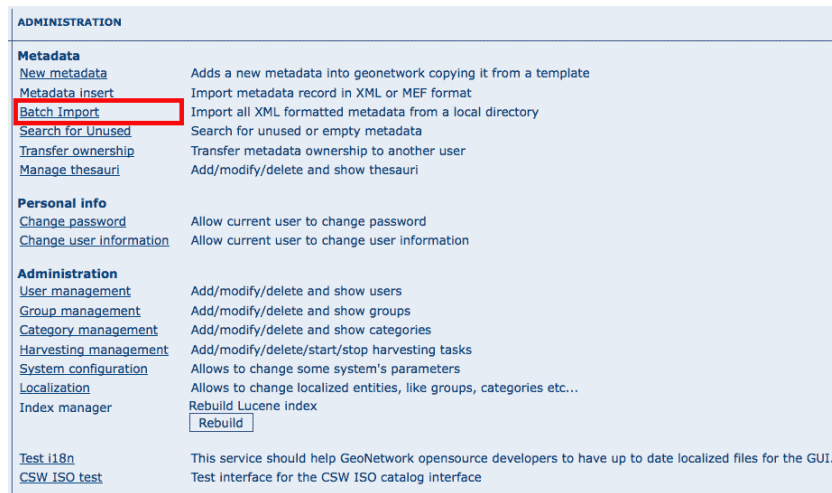 ADMINISTRATION
Metadata
New metadata Adds a new metadata into geonetwork copying it from a template
Metadata insert Import metadata record in XML or MEF format
Batch Import Import all XML formatted metadata from a local directory
Search for Unused Search for unused or empty metadata
Transfer ownership Transfer metadata ownership to another user
Manage thesauri Add/modify/delete and show thesauri
Personal info
Change password Allow current user to change password
Change user information Allow current user to change user information
Administration
User management Add/modify/delete and show users
Group management Add/modify/delete and show groups
Category management Add/modify/delete and show categories
Harvesting management Add/modify/delete/start/stop harvesting tasks
System configuration Allows to change some system's parameters
Localization Allows to change localized entities, like groups, categories etc...
Index manager Rebuild Lucene index
Rebuild
Test i18n This service should help GeoNetwork opensource developers to have up to date localized files for the GUI.
CSW ISO test Test interface for the CSW ISO catalog interface